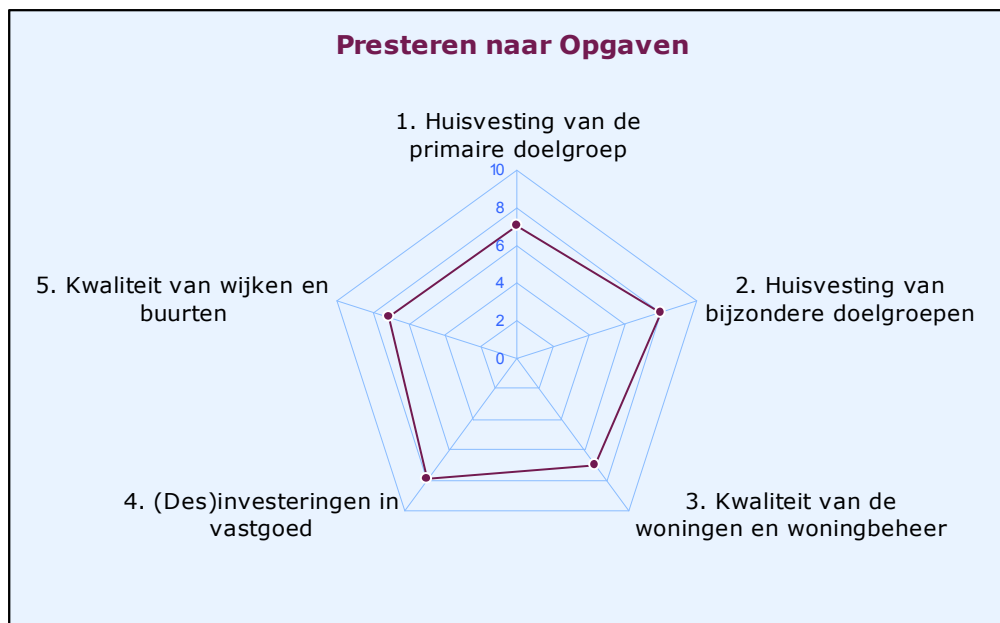 Presteren naar Opgaven
1. Huisvesting van de
primaire doelgroep
10
8
6
4
2
0
5. Kwaliteit van wijken en
buurten
2. Huisvesting van
bijzondere doelgroepen
4. (Des)investeringen in
vastgoed
3. Kwaliteit van de
woningen en woningbeheer